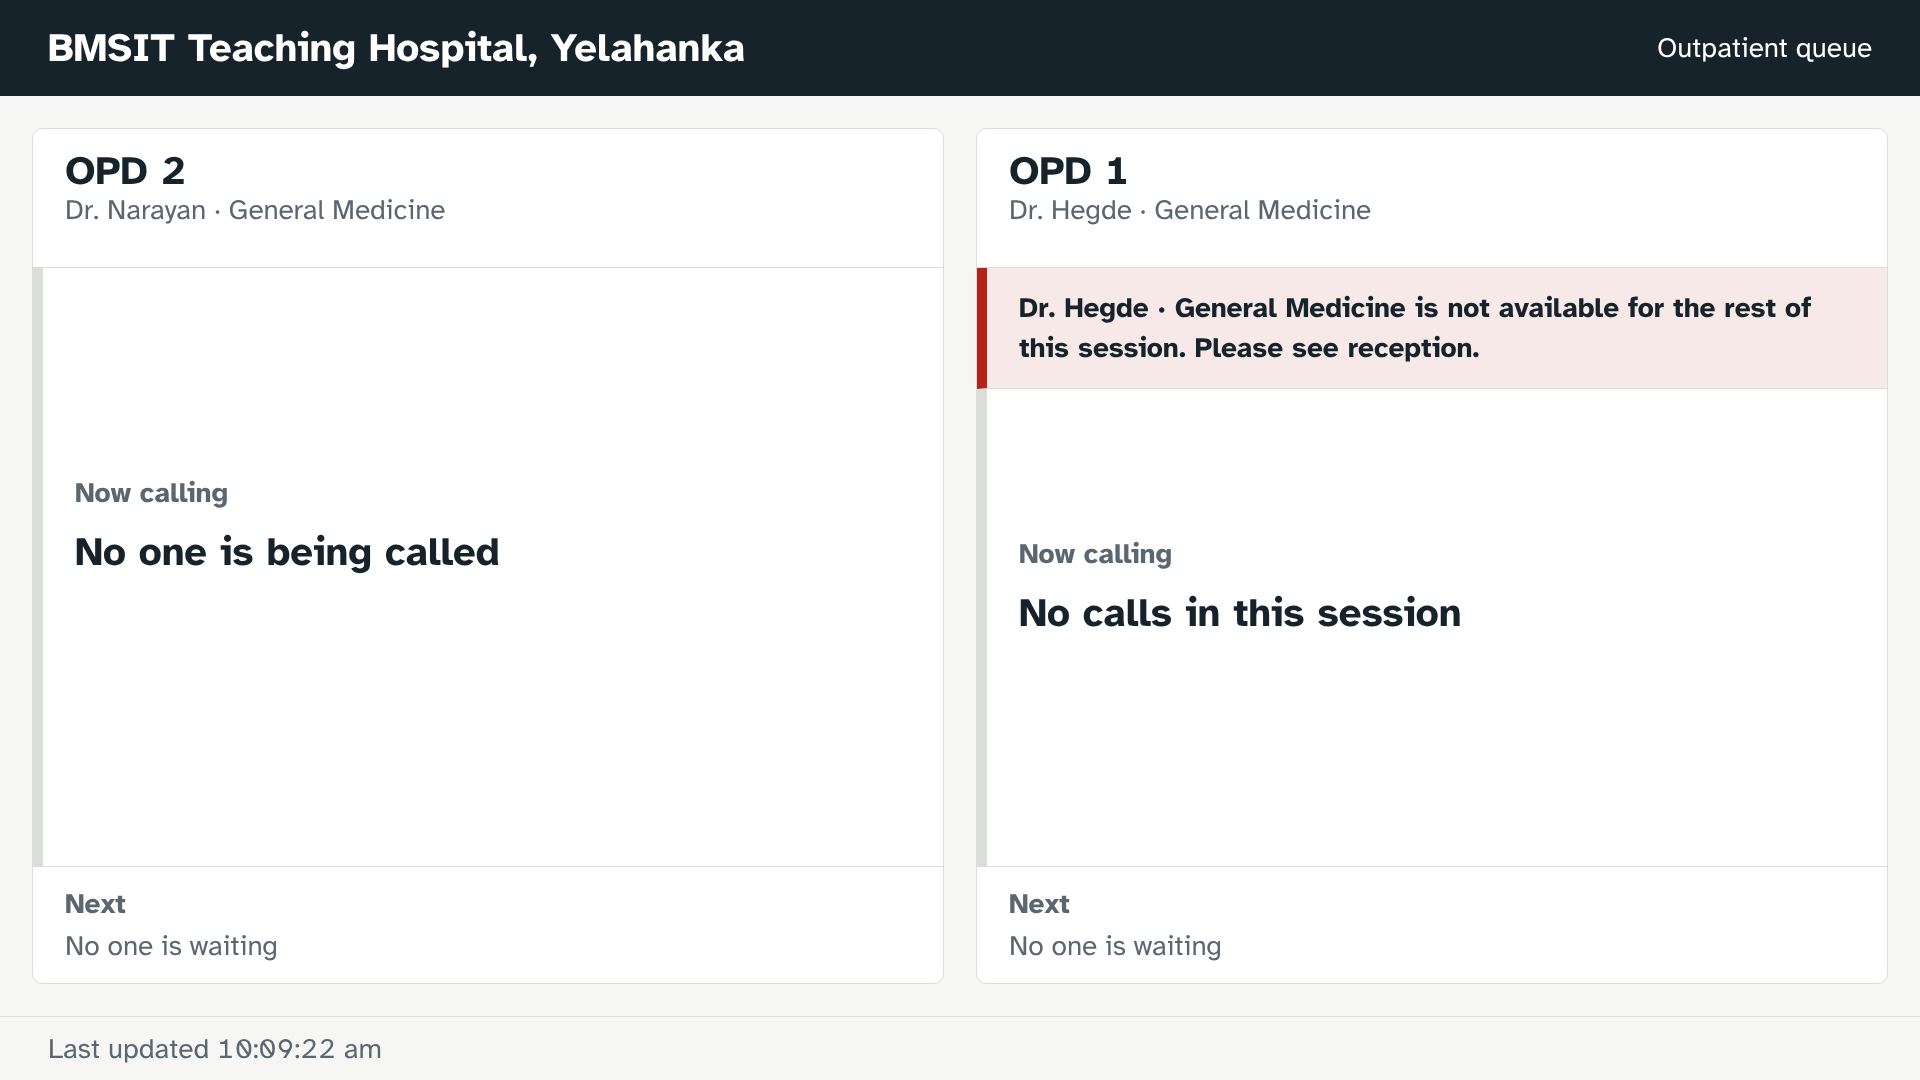 BMSIT Teaching Hospital, Yelahanka
Outpatient queue
OPD 2
Dr. Narayan · General Medicine
Now calling
No one is being called
Next
No one is waiting
OPD 1
Dr. Hegde · General Medicine
Dr. Hegde · General Medicine is not available for the rest of
this session. Please see reception.
Now calling
No calls in this session
Next
No one is waiting
Last updated 10:09:22 am